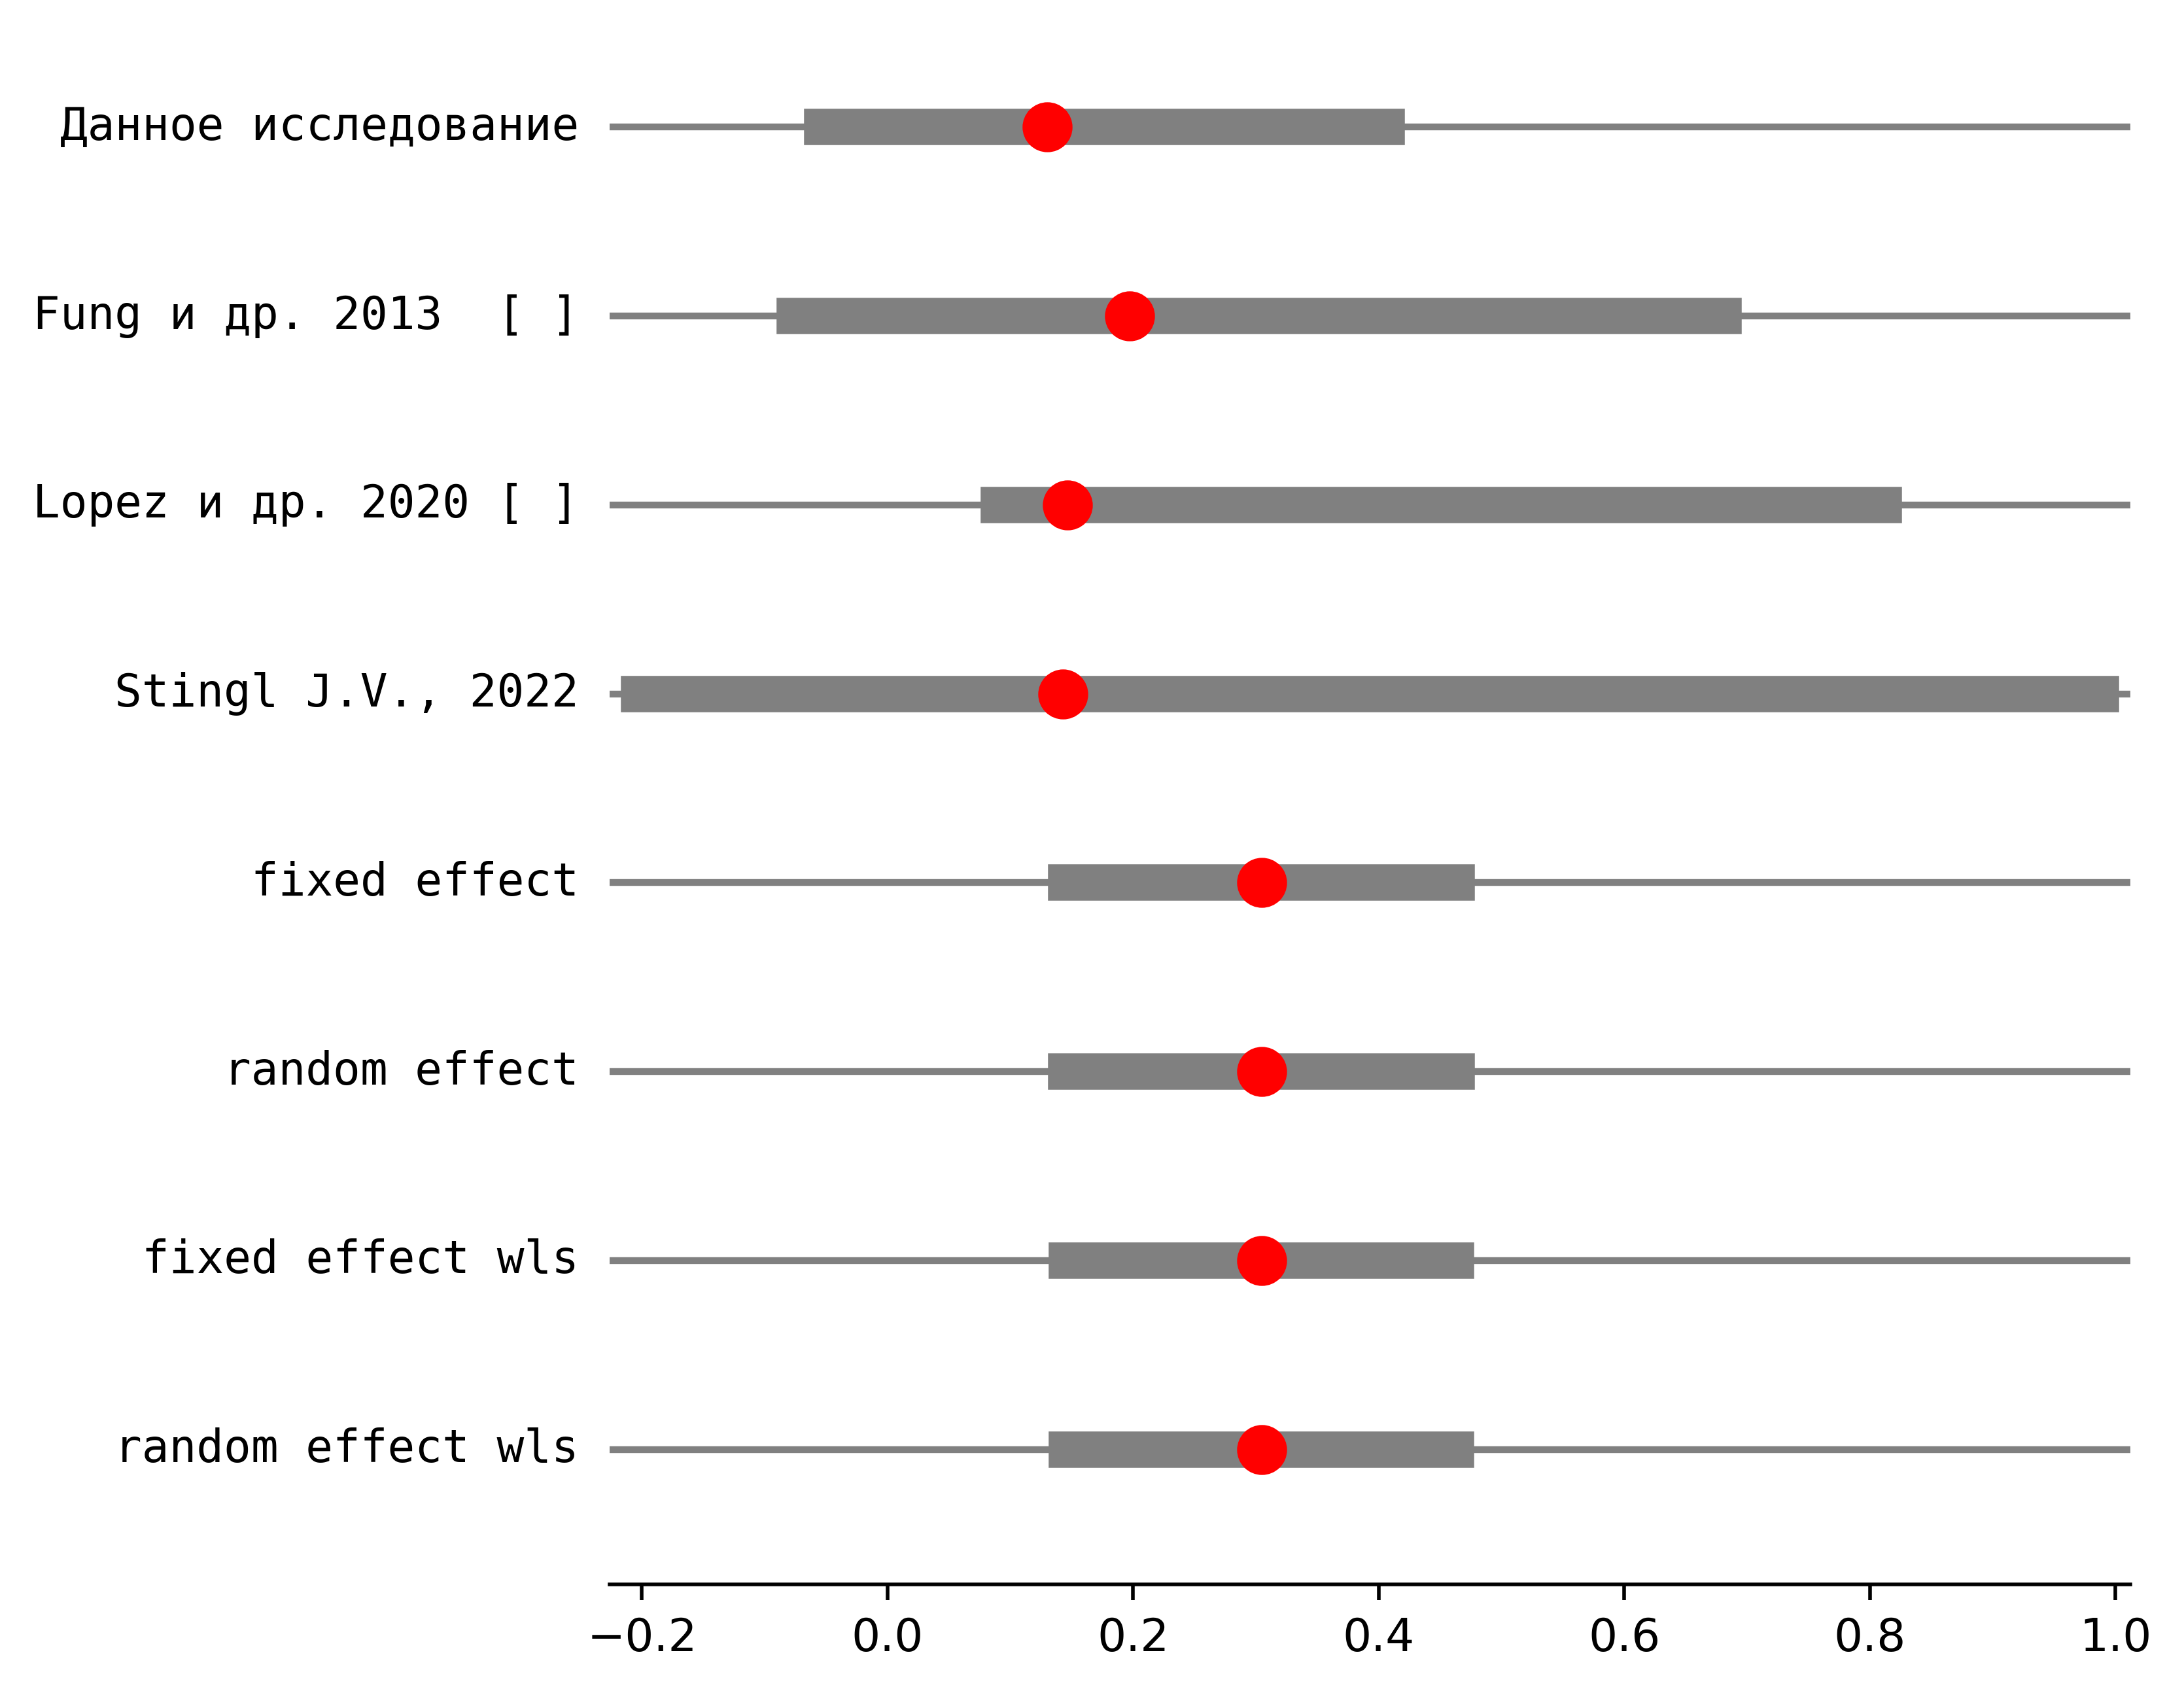 Данное исследование
Fung и др. 2013  [ ]
Lopez и др. 2020 [ ]
Stingl J.V., 2022
fixed effect
random effect
fixed effect wls
random effect wls
−0.2 0.0 0.2 0.4 0.6 0.8 1.0